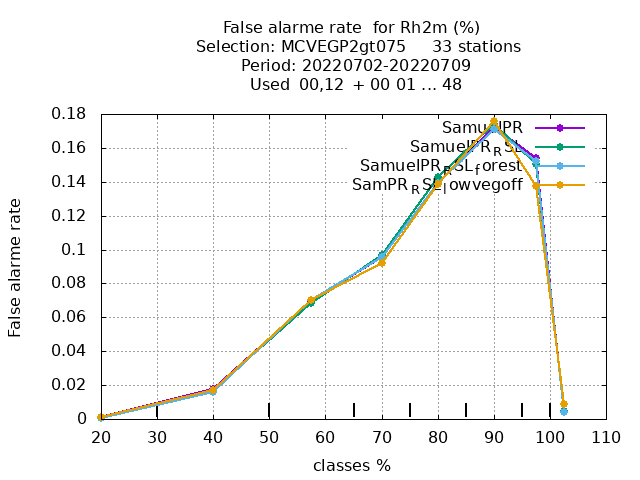 False alarme rate  for Rh2m (%)
Selection: MCVEGP2gt075     33 stations
Period: 20220702-20220709
Used  00,12  + 00 01 ... 48
False alarme rate
0.18
0.16
0.14
0.12
0.1
0.08
0.06
0.04
0.02
0
SamuelPR
SamuelPR_RSL
SamuelPR_RSL_forest
SamPR_RSL_lowvegoff
20 30 40 50 60 70 80 90 100 110
classes %